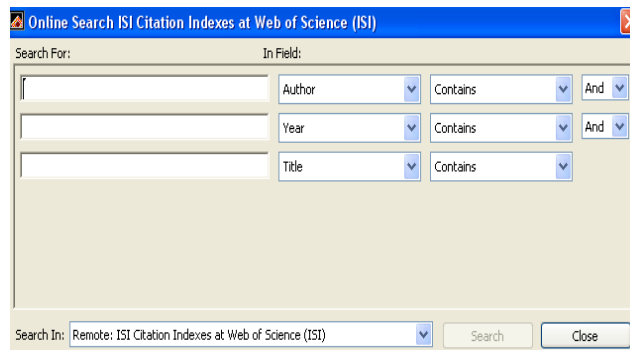 Online Search ISI Citation Indexes at Web of Science (ISI)
Search For: In Field:
Author Contains And
Year Contains And
Title Contains
Search In: Remote: ISI Citation Indexes at Web of Science (ISI) Search Close